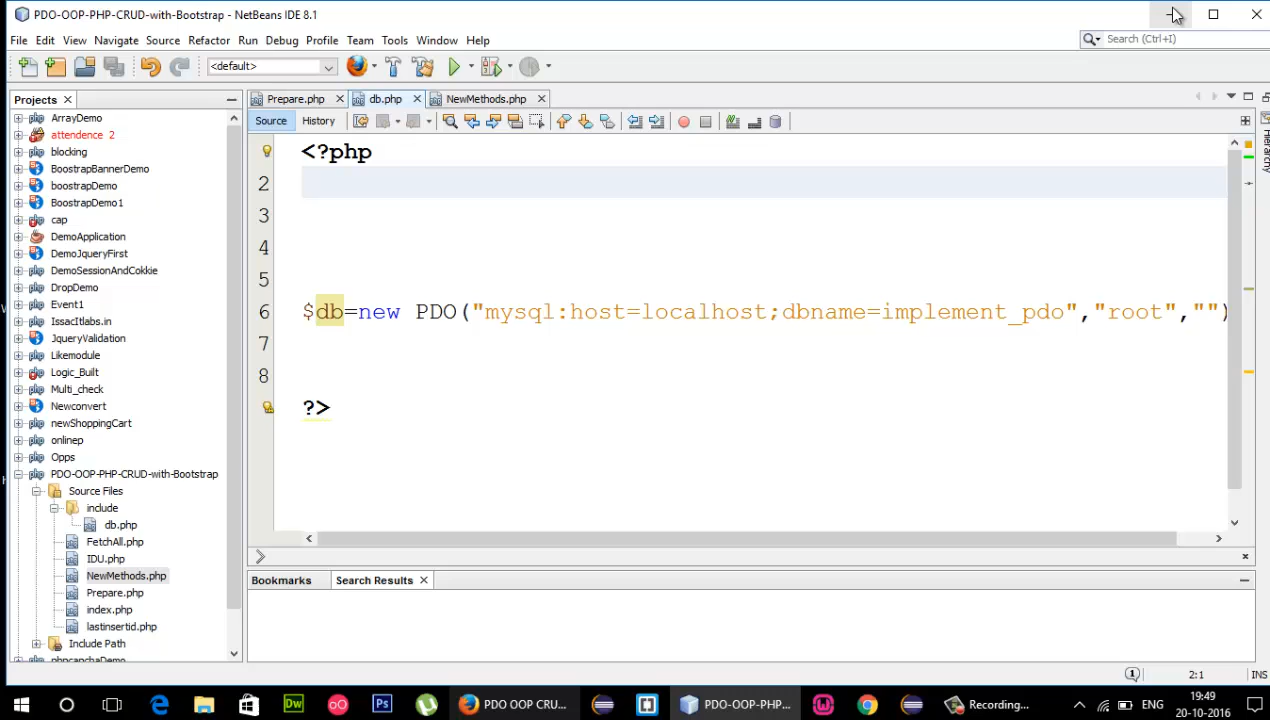 PDO-OOP-PHP-CRUD-with-Bootstrap - NetBeans IDE 8.1
File Edit View Navigate Source Refactor Run Debug Profile Team Tools Window Help
Search (Ctrl+I)
<default>
Projects
Prepare.php db.php NewMethods.php
Source History
ArrayDemo
attendence 2
blocking
BoostrapBannerDemo
boostrapDemo
BoostrapDemo1
cap
DemoApplication
DemoJqueryFirst
DemoSessionAndCokkie
DropDemo
Event1
IssacItlabs.in
JqueryValidation
Likemodule
Logic_Built
Multi_check
Newconvert
newShoppingCart
onlinep
Opps
PDO-OOP-PHP-CRUD-with-Bootstrap
Source Files
include
db.php
FetchAll.php
IDU.php
NewMethods.php
Prepare.php
index.php
lastinsertid.php
Include Path
phpcapchaDemo
<?php
2
3
4
5
6 $db=new PDO("mysql:host=localhost;dbname=implement_pdo","root","")
7
8
?>
Hierarchy
Bookmarks Search Results
1 2:1 INS
PDO OOP CRU... PDO-OOP-PHP-... Recording... ENG
19:49
20-10-2016